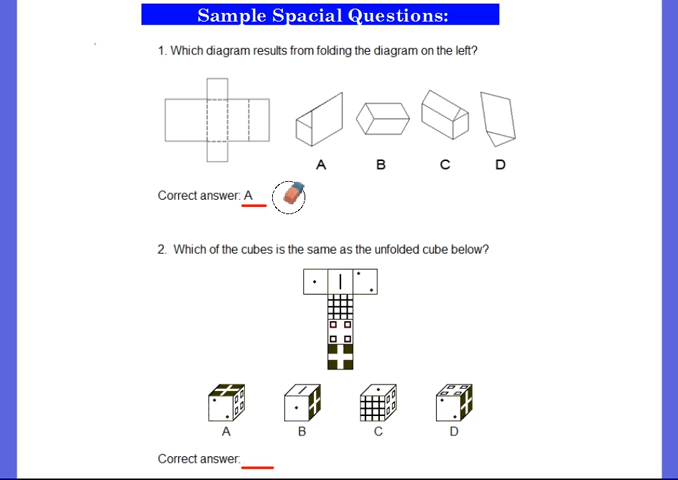 Sample Spacial Questions:
1. Which diagram results from folding the diagram on the left?
A B C D
Correct answer: A
2. Which of the cubes is the same as the unfolded cube below?
A B C D
Correct answer: